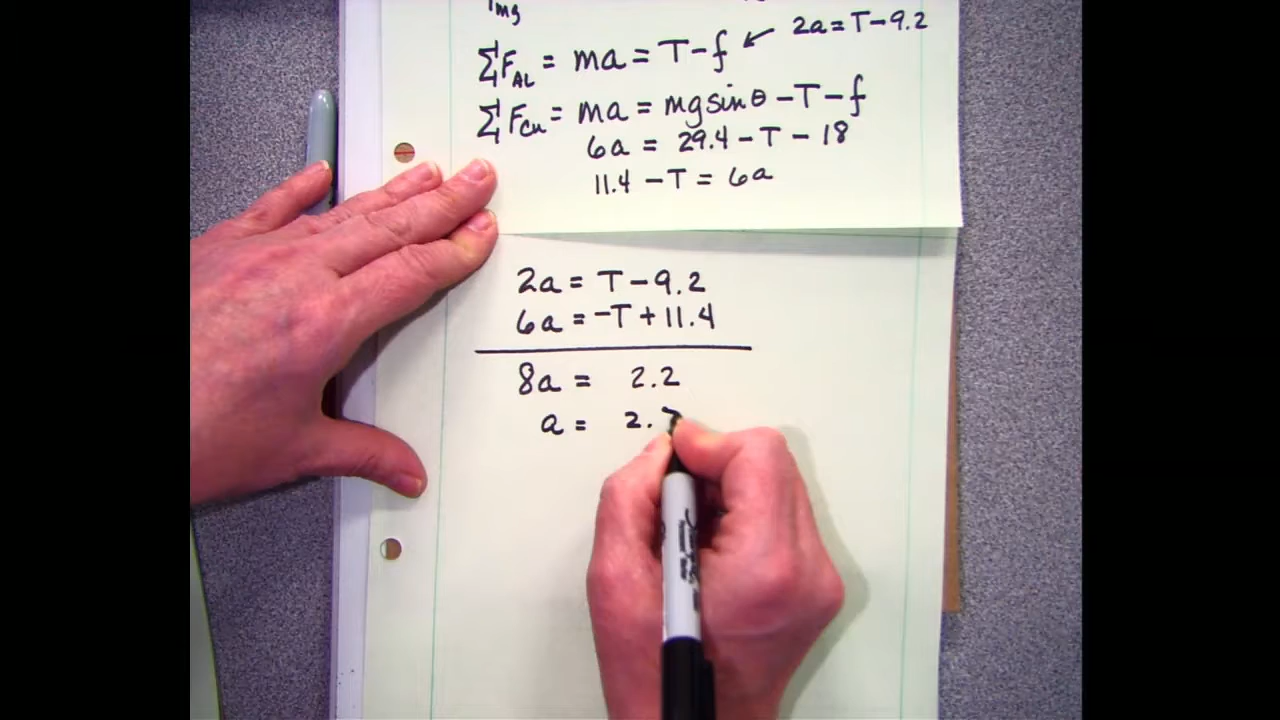 mg
2a = T - 9.2
ΣF_AL = ma = T - f
ΣF_Cu = ma = mg sin θ - T - f
6a = 29.4 - T - 18
11.4 - T = 6a
2a = T - 9.2
6a = -T + 11.4
8a = 2.2
a = 2.